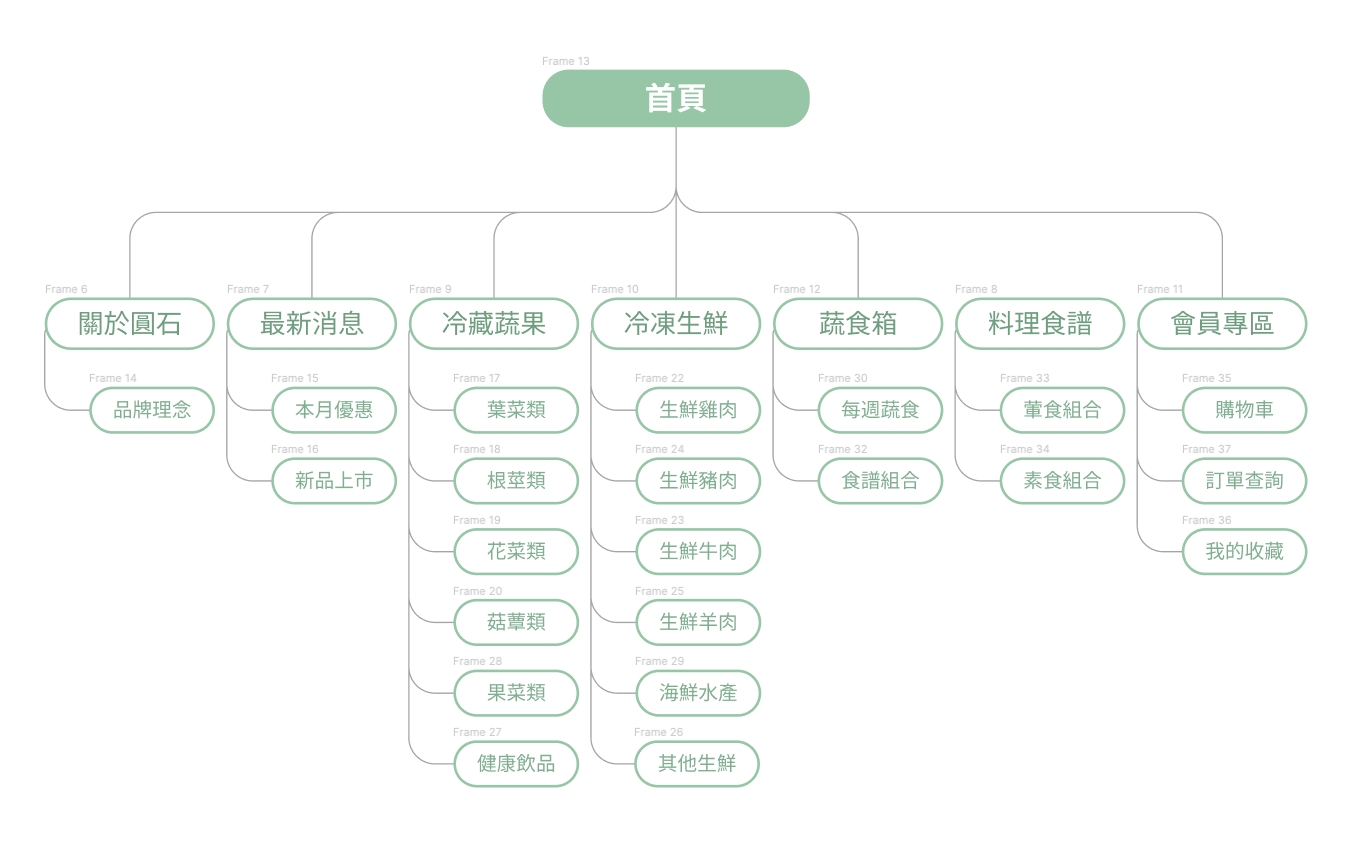 Frame 13
首頁
Frame 6
關於圓石
Frame 14
品牌理念
Frame 7
最新消息
Frame 15
本月優惠
Frame 16
新品上市
Frame 9
冷藏蔬果
Frame 17
葉菜類
Frame 18
根莖類
Frame 19
花菜類
Frame 20
菇蕈類
Frame 28
果菜類
Frame 27
健康飲品
Frame 10
冷凍生鮮
Frame 22
生鮮雞肉
Frame 24
生鮮豬肉
Frame 23
生鮮牛肉
Frame 25
生鮮羊肉
Frame 29
海鮮水產
Frame 26
其他生鮮
Frame 12
蔬食箱
Frame 30
每週蔬食
Frame 32
食譜組合
Frame 8
料理食譜
Frame 33
葷食組合
Frame 34
素食組合
Frame 11
會員專區
Frame 35
購物車
Frame 37
訂單查詢
Frame 36
我的收藏